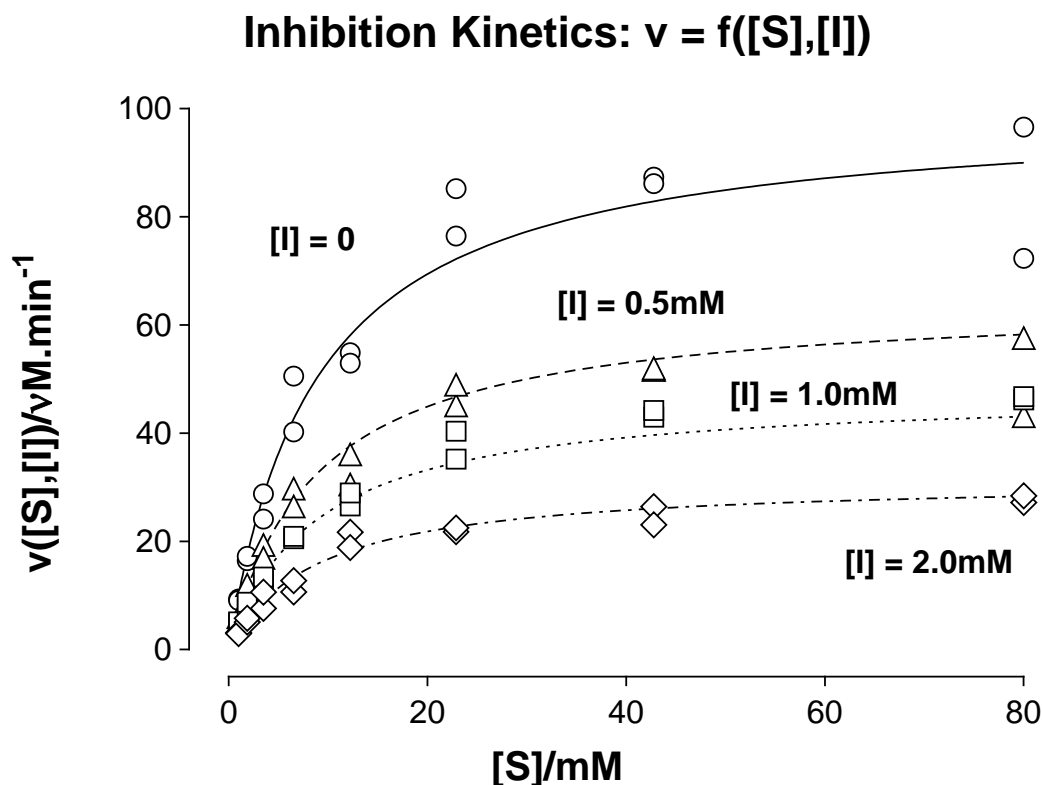 Inhibition Kinetics: v = f([S],[I])
v([S],[I])/νM.min-1
100
80
60
40
20
0
[I] = 0
[I] = 0.5mM
[I] = 1.0mM
[I] = 2.0mM
0 20 40 60 80
[S]/mM